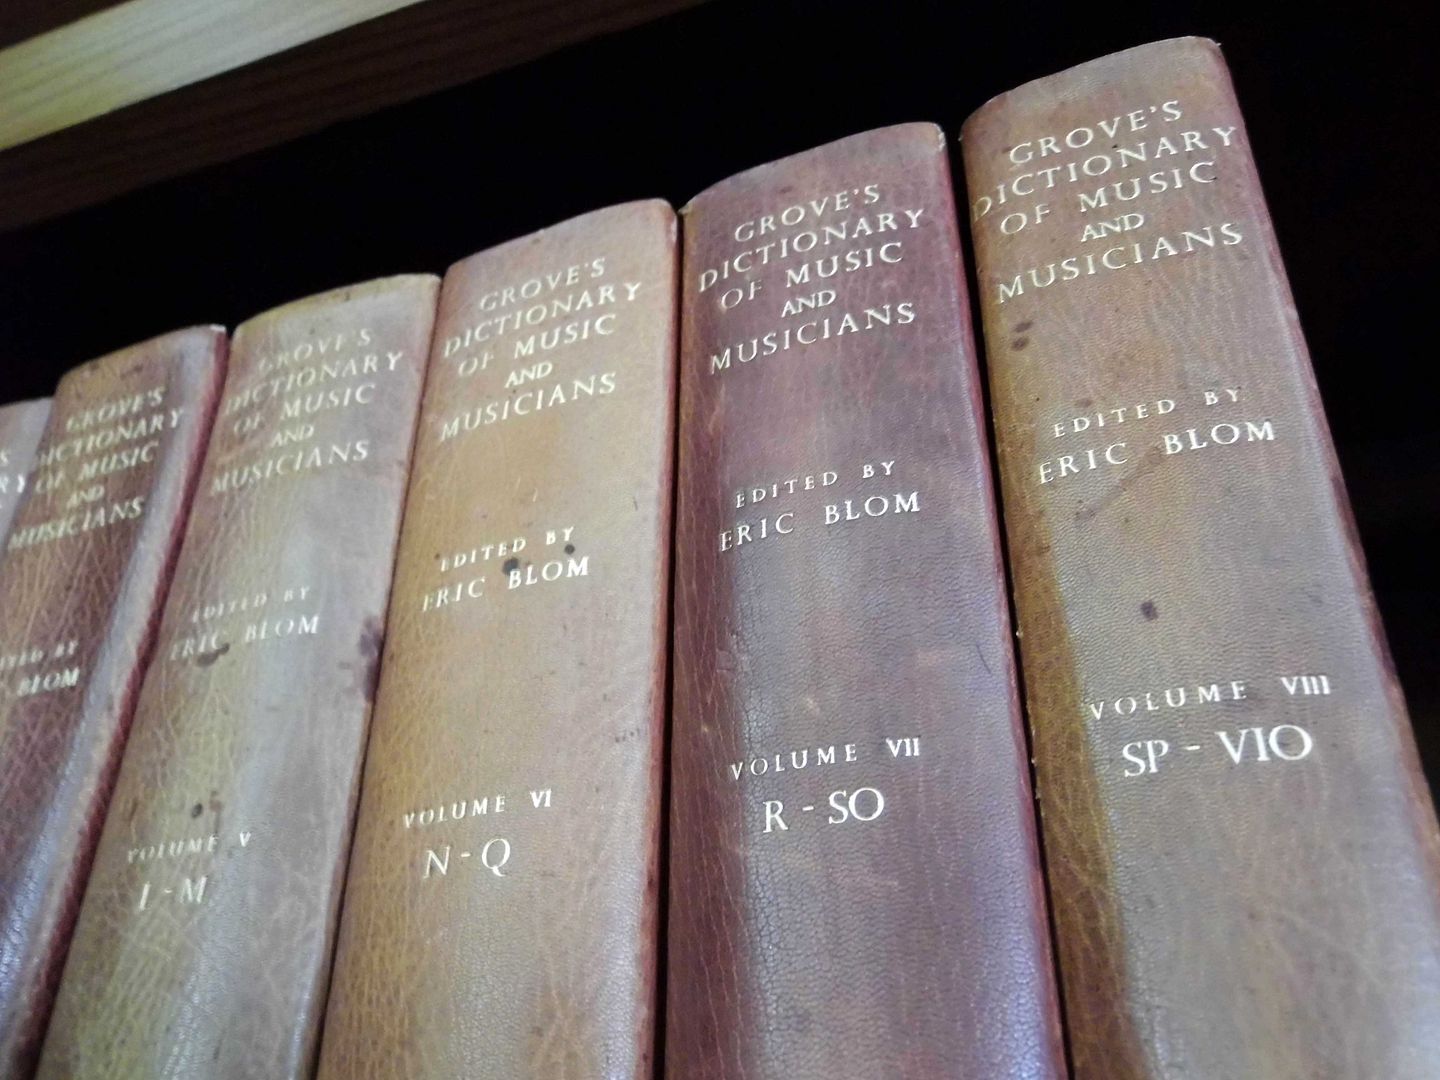 GROVE'S
DICTIONARY
OF MUSIC
AND
MUSICIANS
BLOM
GROVE'S
DICTIONARY
OF MUSIC
AND
MUSICIANS
EDITED BY
ERIC BLOM
VOLUME V
I - M
GROVE'S
DICTIONARY
OF MUSIC
AND
MUSICIANS
EDITED BY
ERIC BLOM
VOLUME VI
N - Q
GROVE'S
DICTIONARY
OF MUSIC
AND
MUSICIANS
EDITED BY
ERIC BLOM
VOLUME VII
R - SO
GROVE'S
DICTIONARY
OF MUSIC
AND
MUSICIANS
EDITED BY
ERIC BLOM
VOLUME VIII
SP - VIO